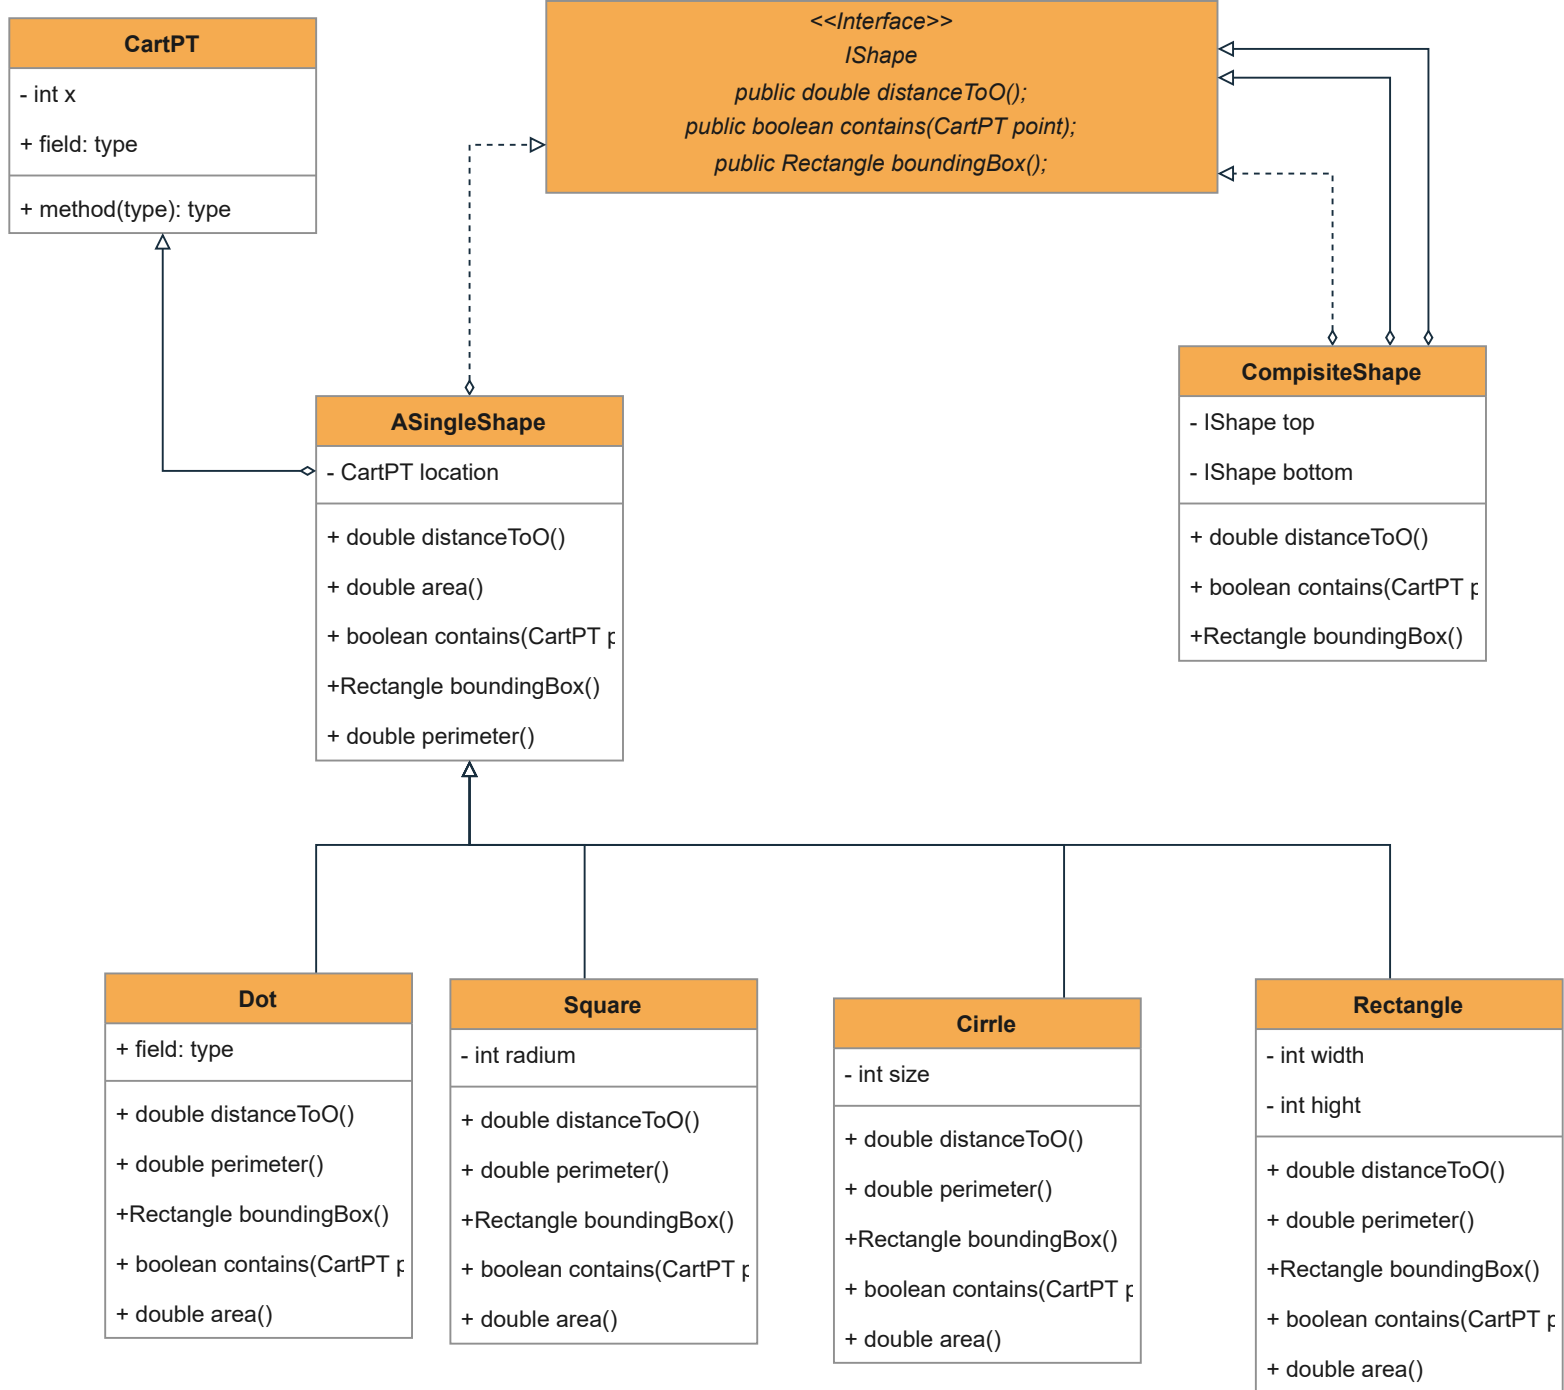 CartPT
- int x
+ field: type
+ method(type): type
<<Interface>>
IShape
public double distanceToO();
public boolean contains(CartPT point);
public Rectangle boundingBox();
ASingleShape
- CartPT location
+ double distanceToO()
+ double area()
+ boolean contains(CartPT p
+Rectangle boundingBox()
+ double perimeter()
CompisiteShape
- IShape top
- IShape bottom
+ double distanceToO()
+ boolean contains(CartPT p
+Rectangle boundingBox()
Dot
+ field: type
+ double distanceToO()
+ double perimeter()
+Rectangle boundingBox()
+ boolean contains(CartPT p
+ double area()
Square
- int radium
+ double distanceToO()
+ double perimeter()
+Rectangle boundingBox()
+ boolean contains(CartPT p
+ double area()
Cirrle
- int size
+ double distanceToO()
+ double perimeter()
+Rectangle boundingBox()
+ boolean contains(CartPT p
+ double area()
Rectangle
- int width
- int hight
+ double distanceToO()
+ double perimeter()
+Rectangle boundingBox()
+ boolean contains(CartPT p
+ double area()